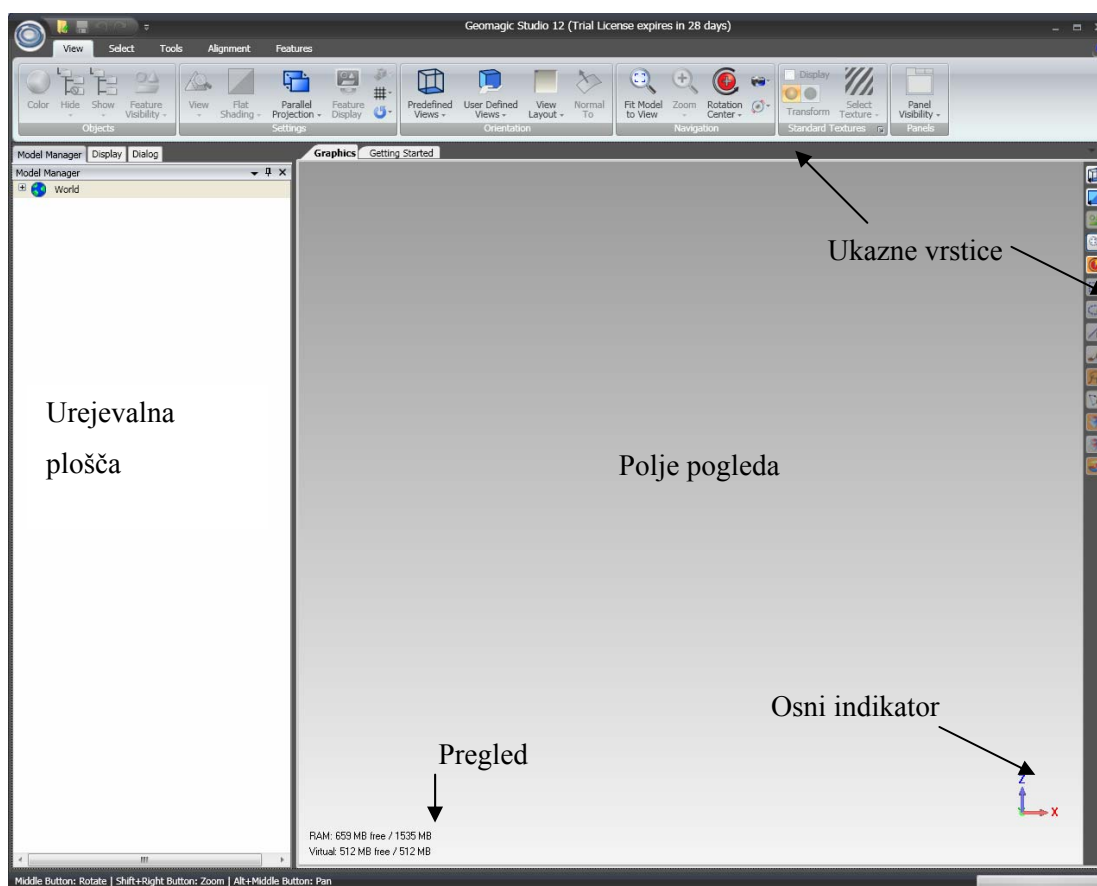 Geomagic Studio 12 (Trial License expires in 28 days)
View Select Tools Alignment Features
Color Hide Show Feature Visibility
Objects
View Flat Shading Parallel Projection Feature Display
Settings
Predefined Views User Defined Views View Layout Normal To
Orientation
Fit Model to View Zoom Rotation Center
Navigation
Display
Transform Select Texture
Standard Textures
Panel Visibility
Panels
Model Manager Display Dialog
Graphics Getting Started
Model Manager
World
Ukazne vrstice
Urejevalna
plošča
Polje pogleda
Osni indikator
Pregled
Z
X
RAM: 659 MB free / 1535 MB
Virtual: 512 MB free / 512 MB
Middle Button: Rotate | Shift+Right Button: Zoom | Alt+Middle Button: Pan